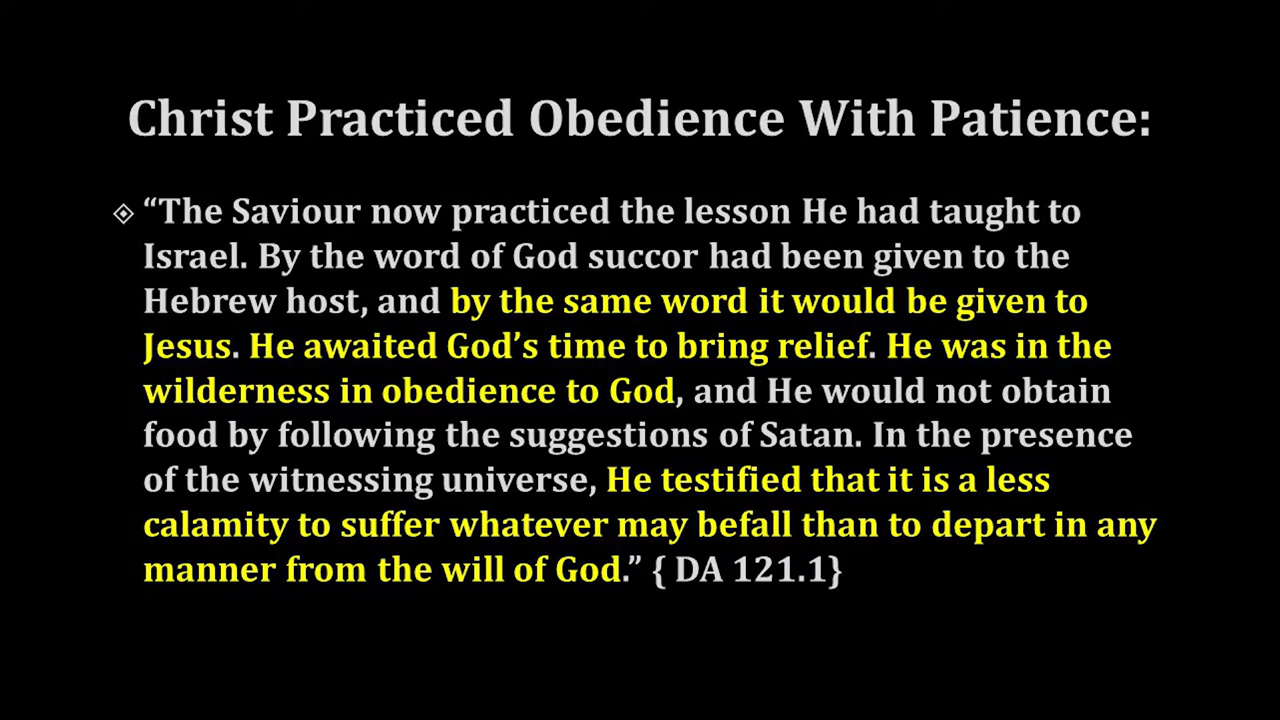 Christ Practiced Obedience With Patience:
“The Saviour now practiced the lesson He had taught to
Israel. By the word of God succor had been given to the
Hebrew host, and by the same word it would be given to
Jesus. He awaited God’s time to bring relief. He was in the
wilderness in obedience to God, and He would not obtain
food by following the suggestions of Satan. In the presence
of the witnessing universe, He testified that it is a less
calamity to suffer whatever may befall than to depart in any
manner from the will of God.” { DA 121.1}